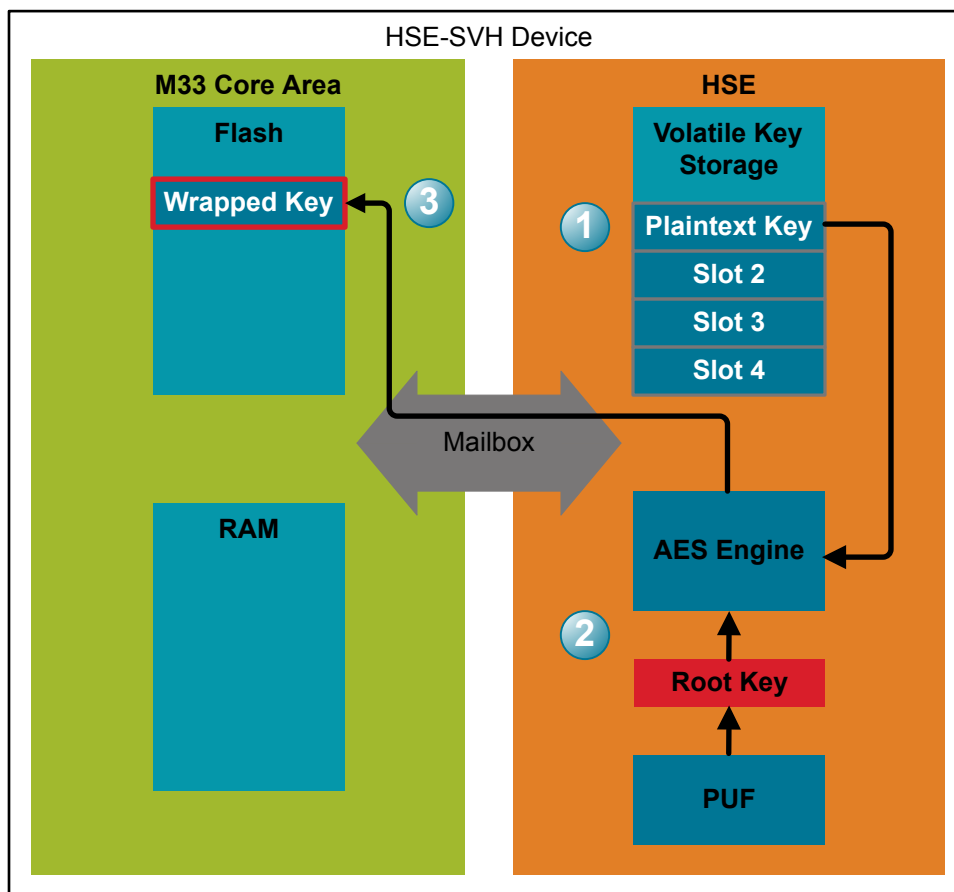 HSE-SVH Device
M33 Core Area
Flash
Wrapped Key
3
RAM
Mailbox
HSE
Volatile Key
Storage
1
Plaintext Key
Slot 2
Slot 3
Slot 4
AES Engine
2
Root Key
PUF